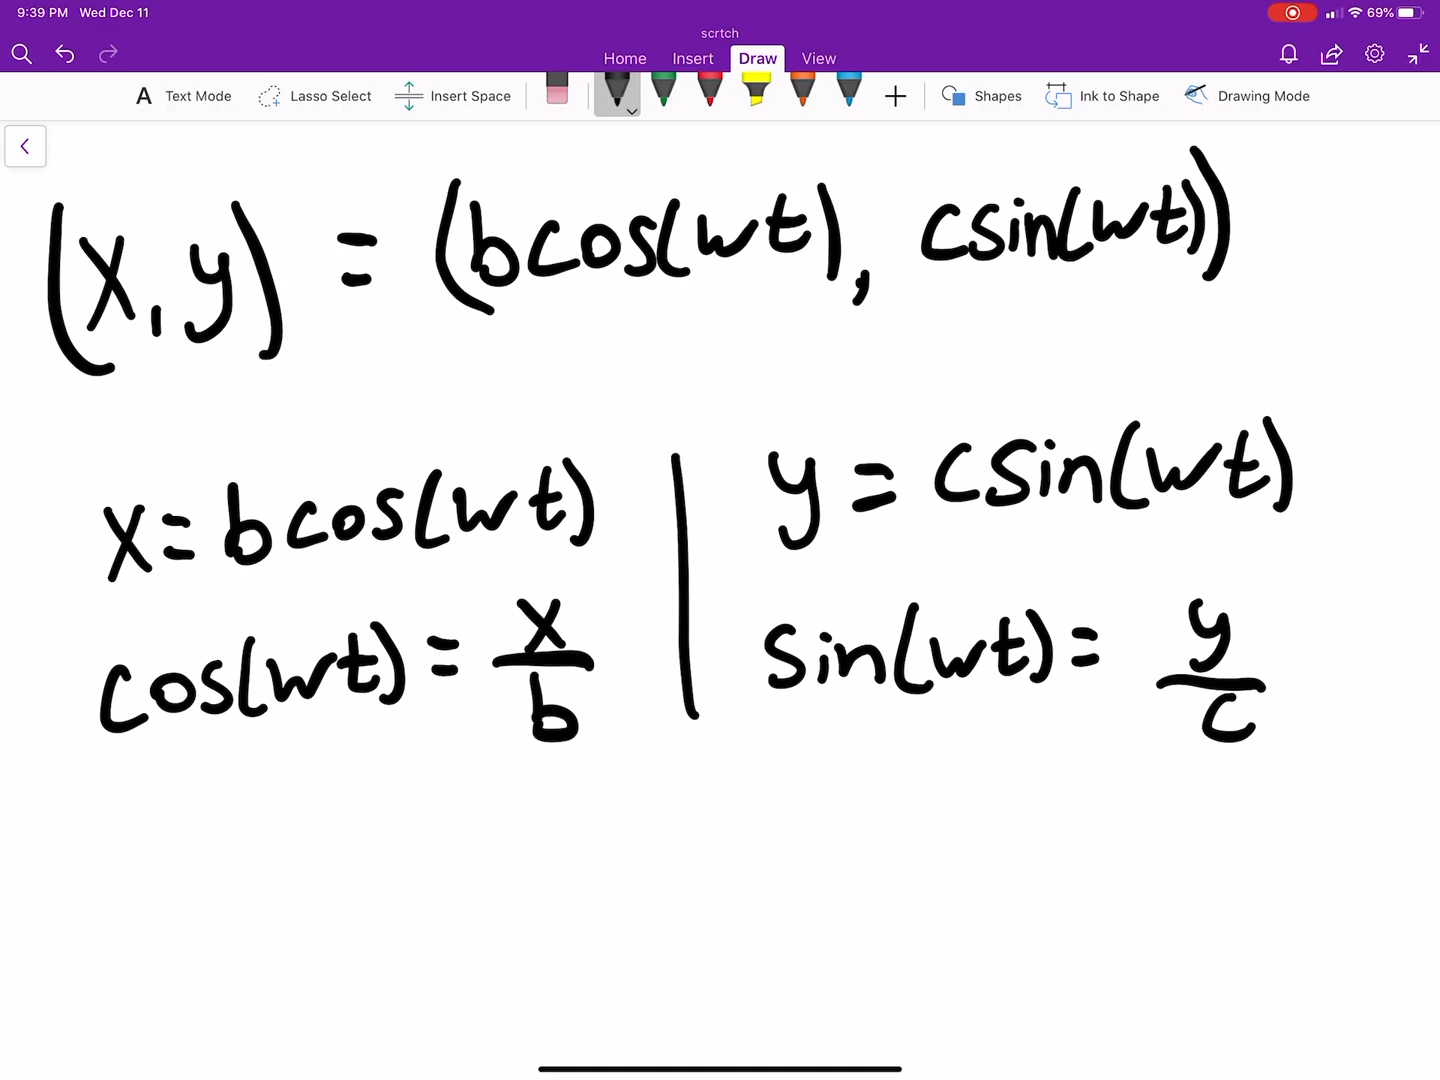 9:39 PM Wed Dec 11 69%
scrtch
Home Insert Draw View
A Text Mode Lasso Select Insert Space Shapes Ink to Shape Drawing Mode
(x,y) = (bcos(wt), csin(wt))
x=bcos(wt) | y=csin(wt)
cos(wt)=x/b | sin(wt)=y/c